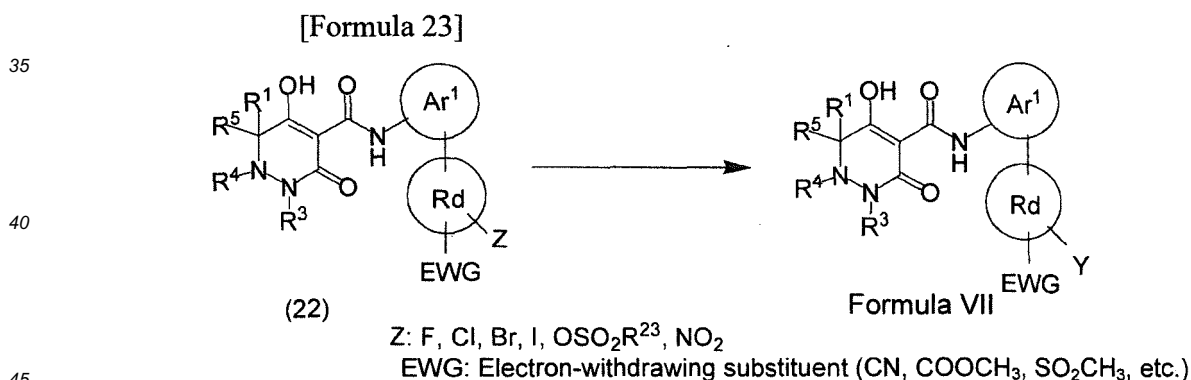 [Formula 23]
35
OH O Ar¹
R¹
R⁵
N
H
R⁴ N
N O
R³
Rd
Z
EWG
(22)
OH O Ar¹
R¹
R⁵
N
H
R⁴ N
N O
R³
Rd
Y
EWG
Formula VII
40
Z: F, Cl, Br, I, OSO₂R²³, NO₂
EWG: Electron-withdrawing substituent (CN, COOCH₃, SO₂CH₃, etc.)
45